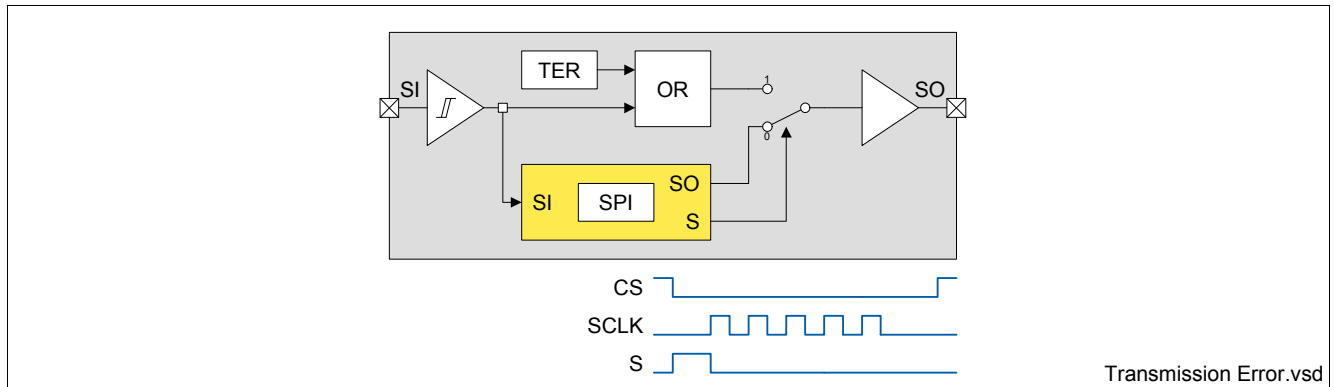 TER
OR
1
SI
SO
0
SO
SI
SPI
S
CS
SCLK
S
Transmission Error.vsd